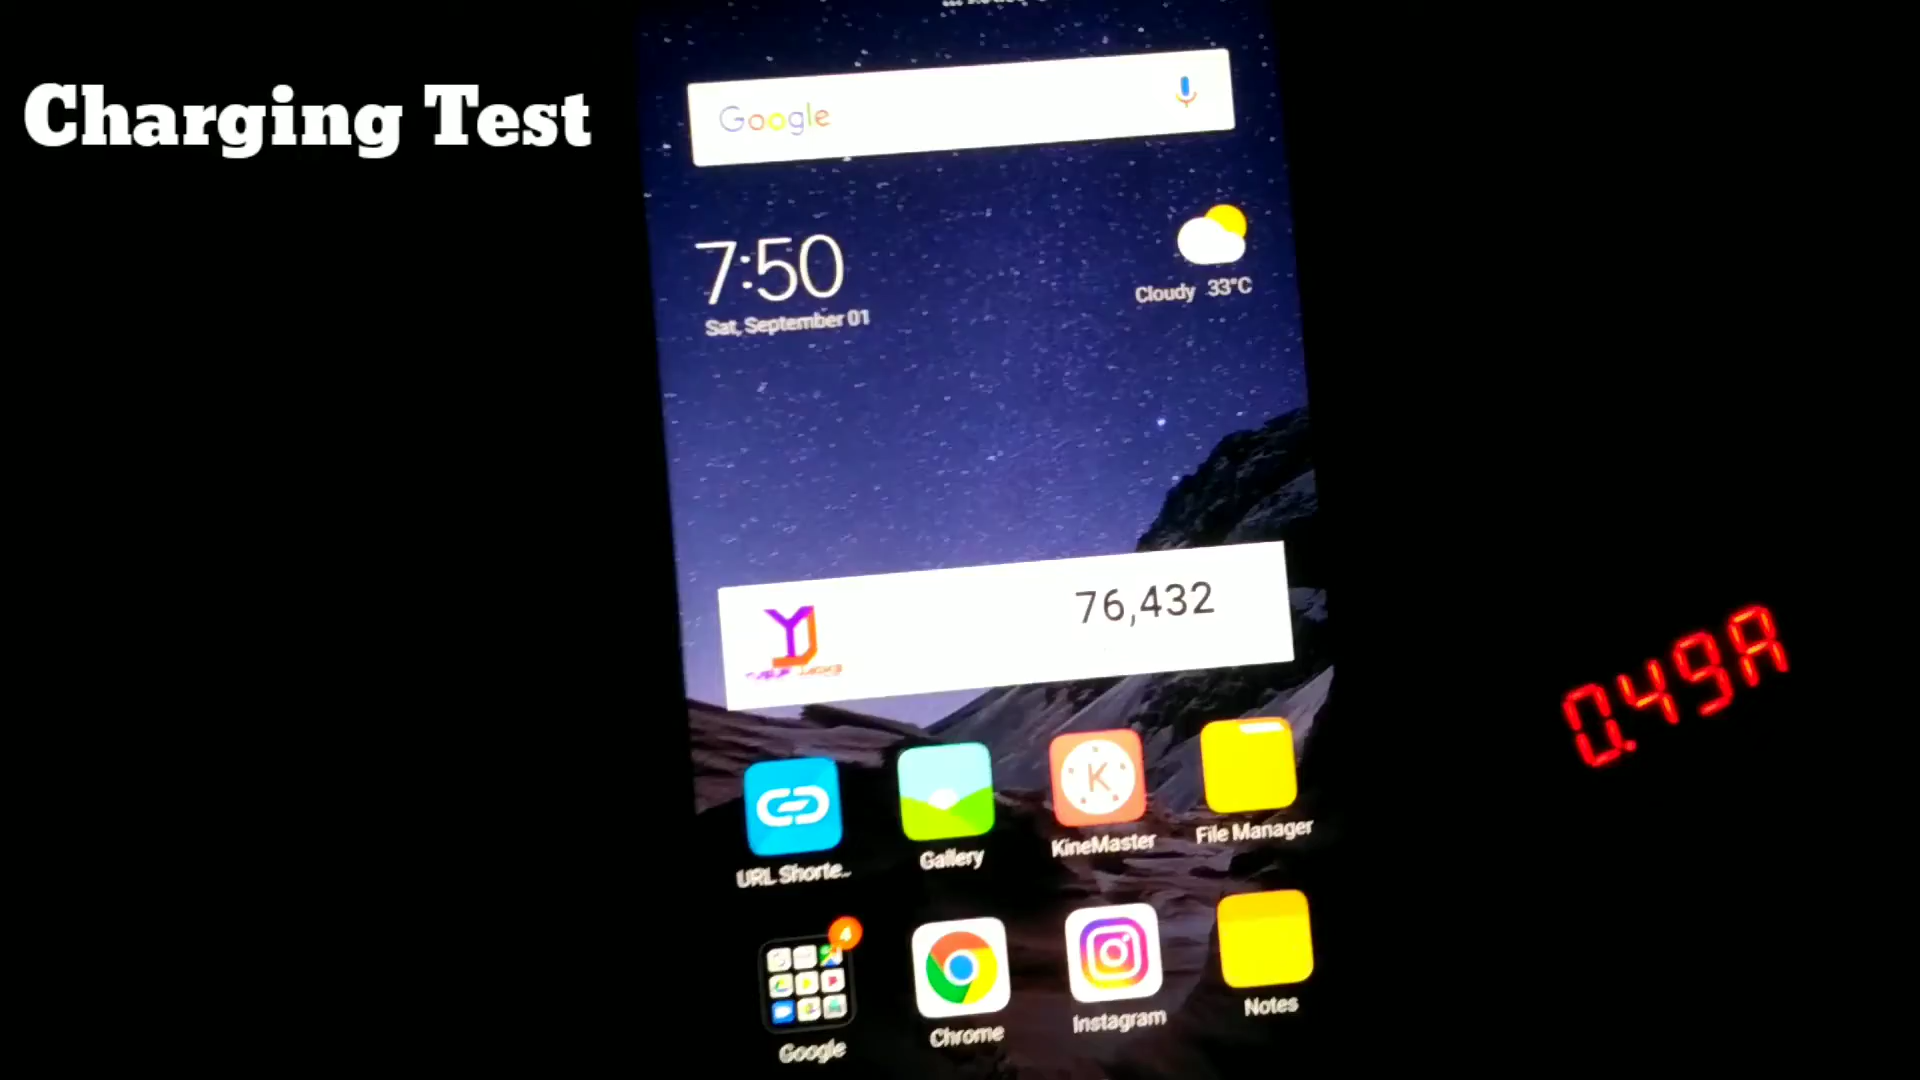 Charging Test
Google
7:50
Sat, September 01
Cloudy 33°C
76,432
0.49A
URL Shorte...
Gallery
KineMaster
File Manager
4
Google
Chrome
Instagram
Notes